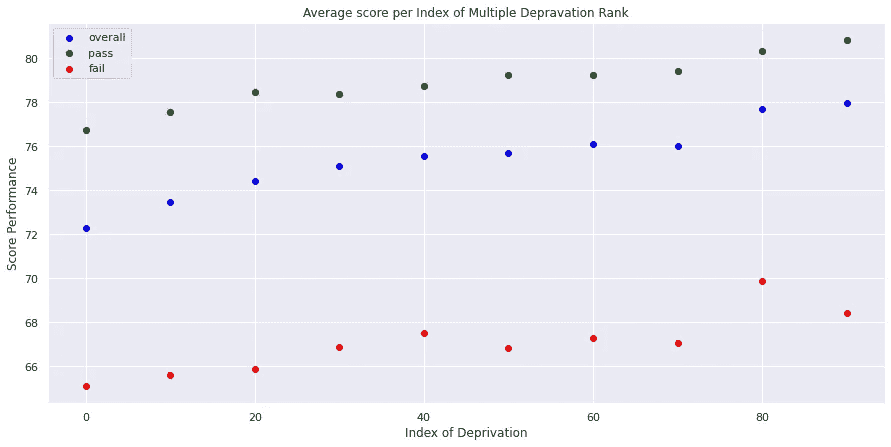 Average score per Index of Multiple Depravation Rank
overall
pass
fail
Score Performance
80
78
76
74
72
70
68
66
0 20 40 60 80
Index of Deprivation